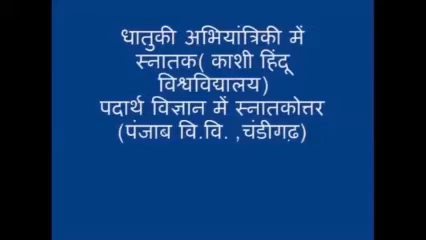 धातुकी अभियांत्रिकी में
स्नातक( काशी हिंदू
विश्वविद्यालय)
पदार्थ विज्ञान में स्नातकोत्तर
(पंजाब वि.वि. ,चंडीगढ़)